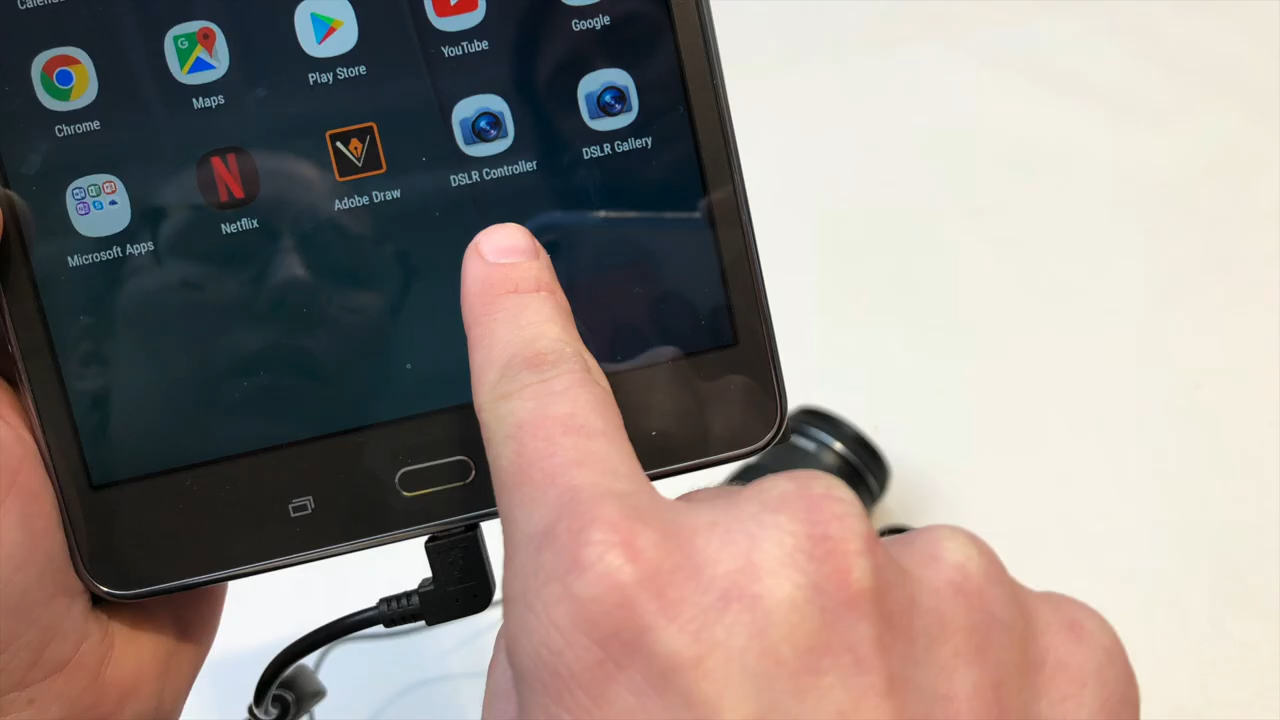 Play Store
YouTube
Google
Chrome
Maps
DSLR Controller
DSLR Gallery
Microsoft Apps
Netflix
Adobe Draw